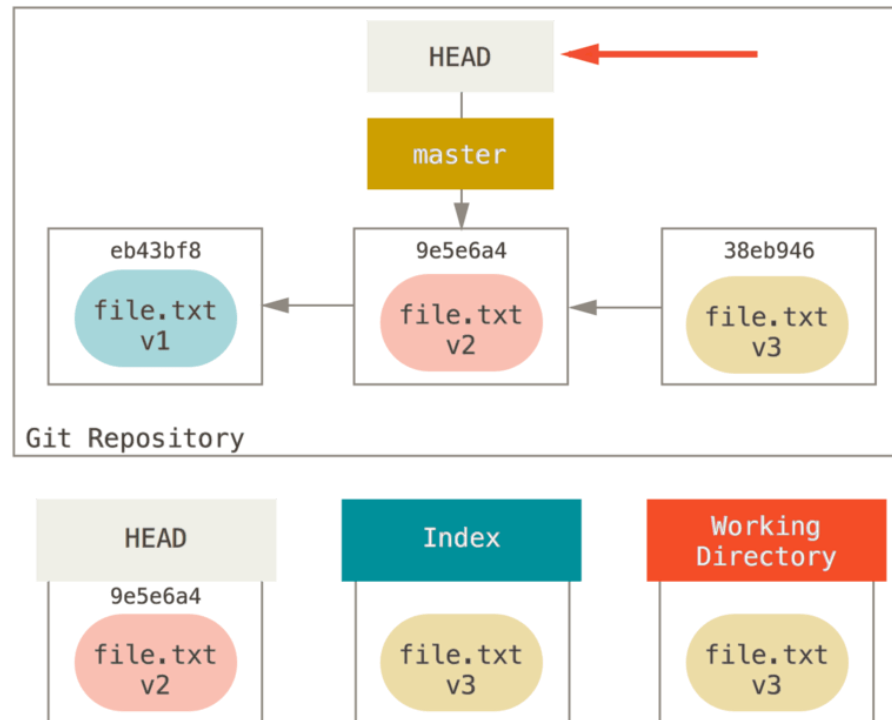 HEAD
master
eb43bf8
9e5e6a4
38eb946
file.txt
v1
file.txt
v2
file.txt
v3
Git Repository
HEAD
Index
Working
Directory
9e5e6a4
file.txt
v2
file.txt
v3
file.txt
v3